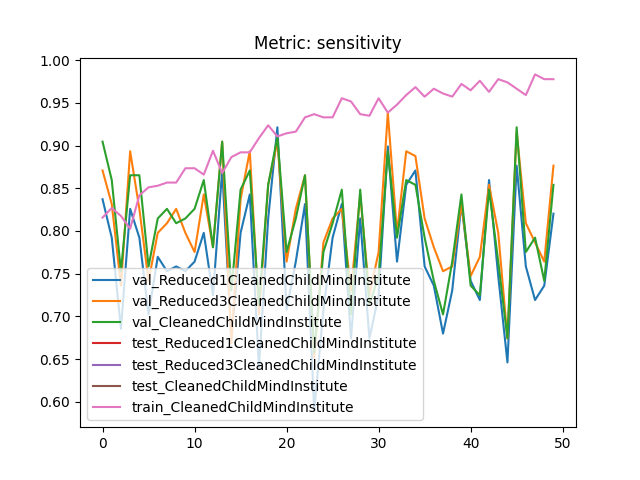 Metric: sensitivity
1.00
0.95
0.90
0.85
0.80
0.75
0.70
0.65
0.60
val_Reduced1CleanedChildMindInstitute
val_Reduced3CleanedChildMindInstitute
val_CleanedChildMindInstitute
test_Reduced1CleanedChildMindInstitute
test_Reduced3CleanedChildMindInstitute
test_CleanedChildMindInstitute
train_CleanedChildMindInstitute
0 10 20 30 40 50